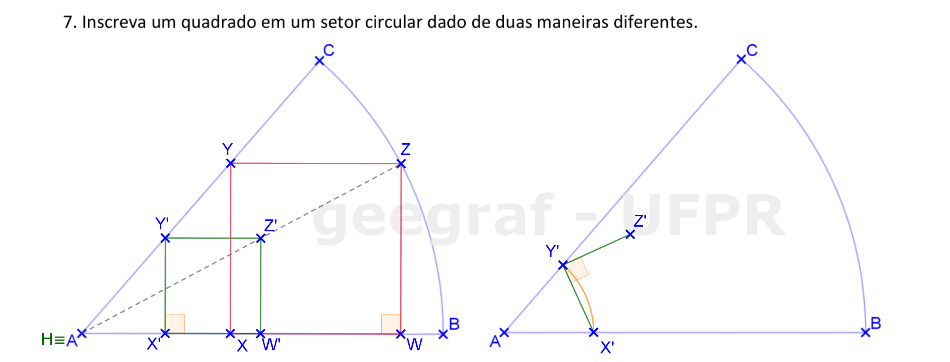 7. Inscreva um quadrado em um setor circular dado de duas maneiras diferentes.
C
C
Y
Z
Y'
Z'
geegraf - UFPR
Z'
Y'
B
B
H≡A
X'
X
W'
W
A
X'